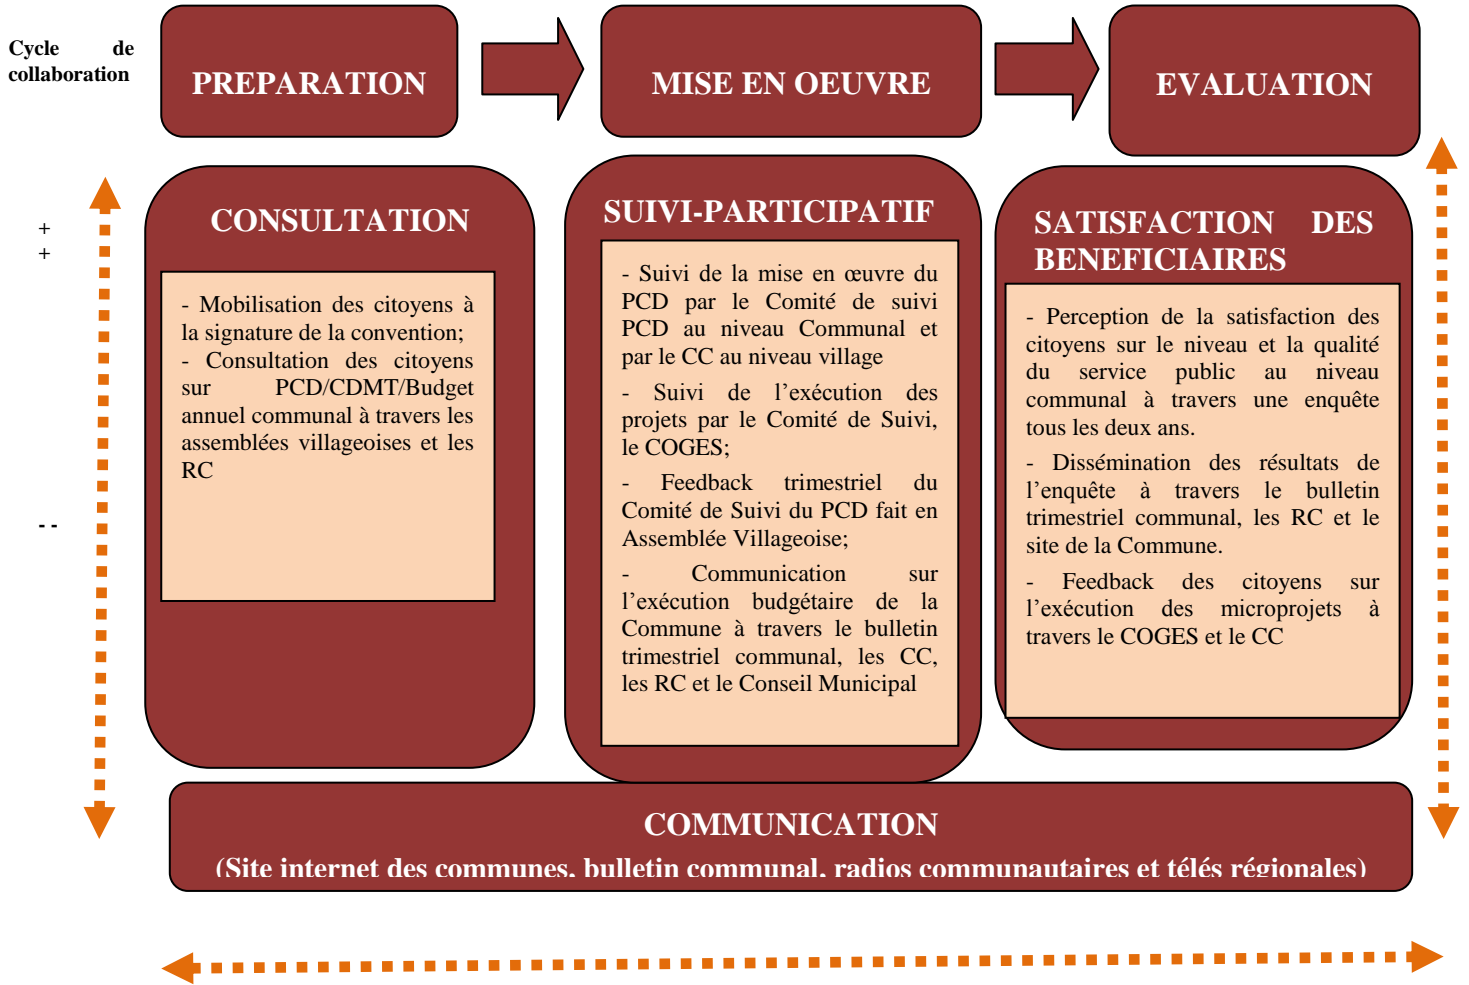 Cycle de
collaboration
PREPARATION
MISE EN OEUVRE
EVALUATION
+
+
- -
CONSULTATION
- Mobilisation des citoyens à
la signature de la convention;
- Consultation des citoyens
sur PCD/CDMT/Budget
annuel communal à travers les
assemblées villageoises et les
RC
SUIVI-PARTICIPATIF
- Suivi de la mise en œuvre du
PCD par le Comité de suivi
PCD au niveau Communal et
par le CC au niveau village
- Suivi de l’exécution des
projets par le Comité de Suivi,
le COGES;
- Feedback trimestriel du
Comité de Suivi du PCD fait en
Assemblée Villageoise;
- Communication sur
l’exécution budgétaire de la
Commune à travers le bulletin
trimestriel communal, les CC,
les RC et le Conseil Municipal
SATISFACTION DES
BENEFICIAIRES
- Perception de la satisfaction des
citoyens sur le niveau et la qualité
du service public au niveau
communal à travers une enquête
tous les deux ans.
- Dissémination des résultats de
l’enquête à travers le bulletin
trimestriel communal, les RC et le
site de la Commune.
- Feedback des citoyens sur
l’exécution des microprojets à
travers le COGES et le CC
COMMUNICATION
(Site internet des communes, bulletin communal, radios communautaires et télés régionales)